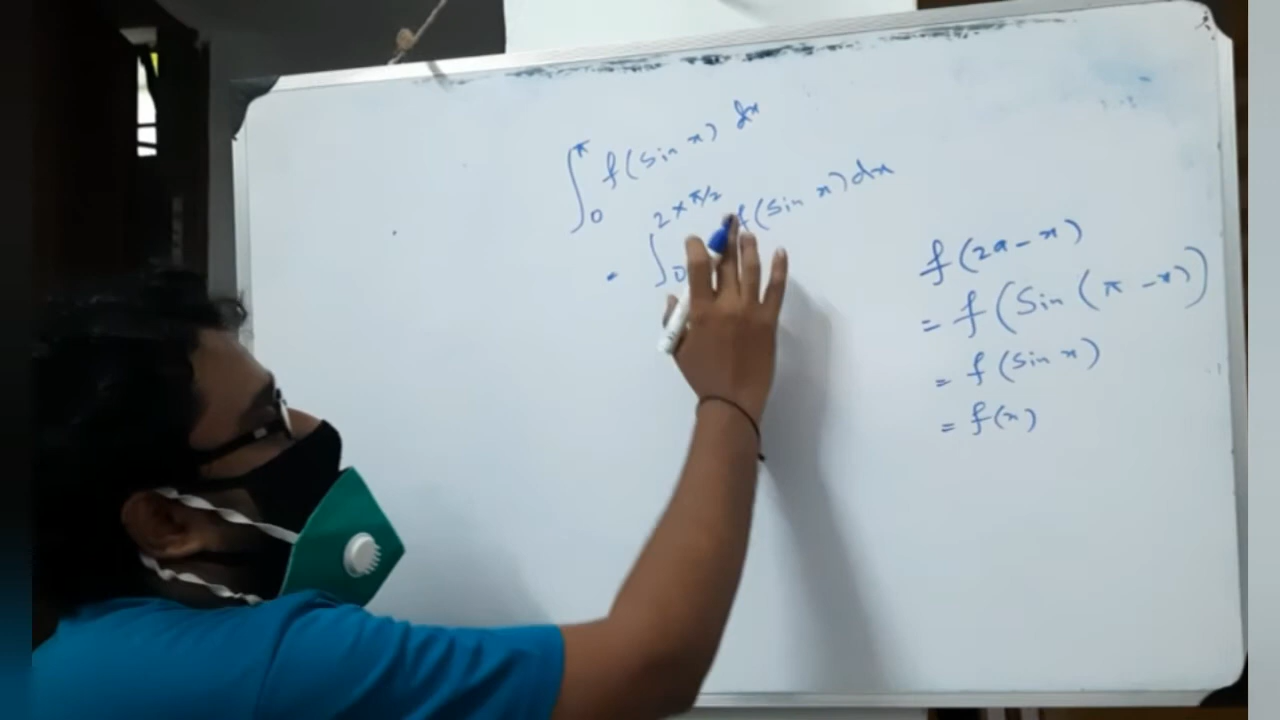 ∫₀^π f(sin x) dx
= ∫₀^{2×π/2} f(sin x) dx
f(2a - x)
= f(Sin(π - x))
= f(sin x)
= f(x)